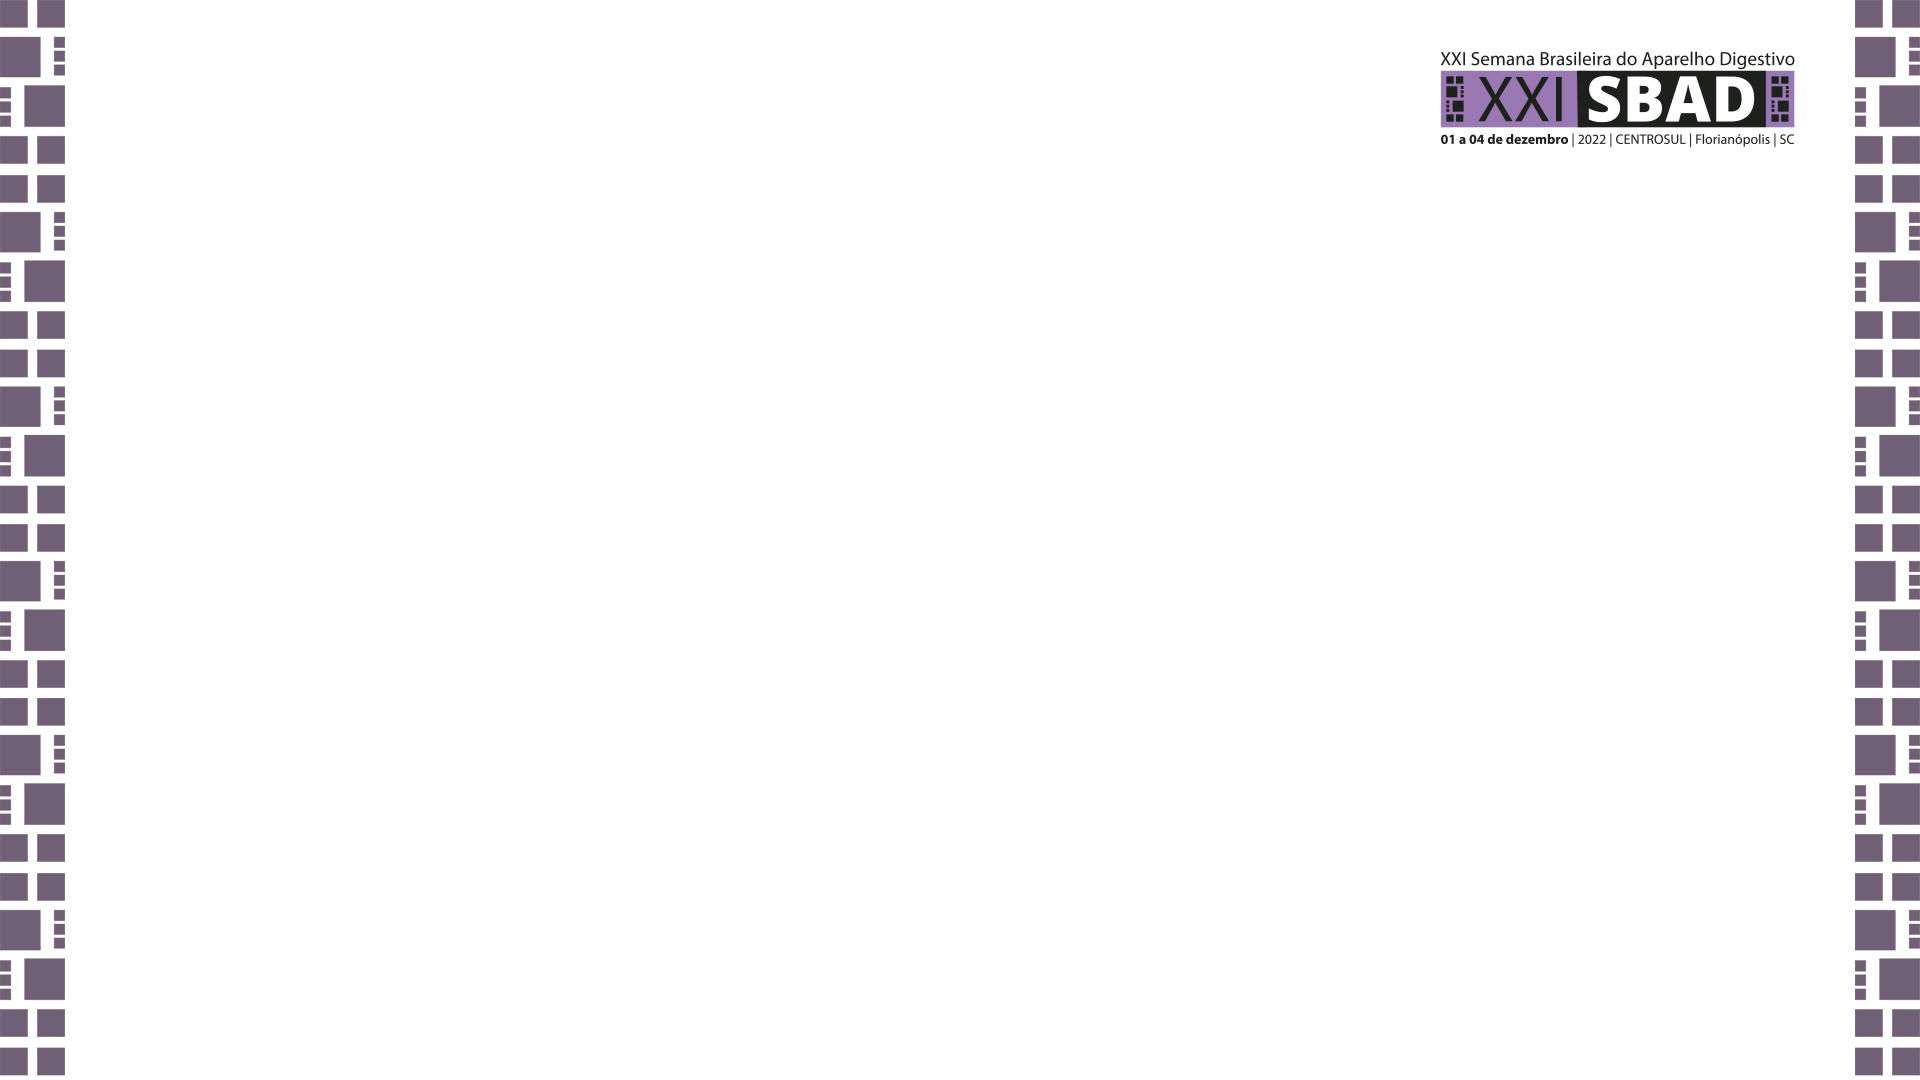 XXI Semana Brasileira do Aparelho Digestivo
XXI SBAD
01 a 04 de dezembro | 2022 | CENTROSUL | Florianópolis | SC